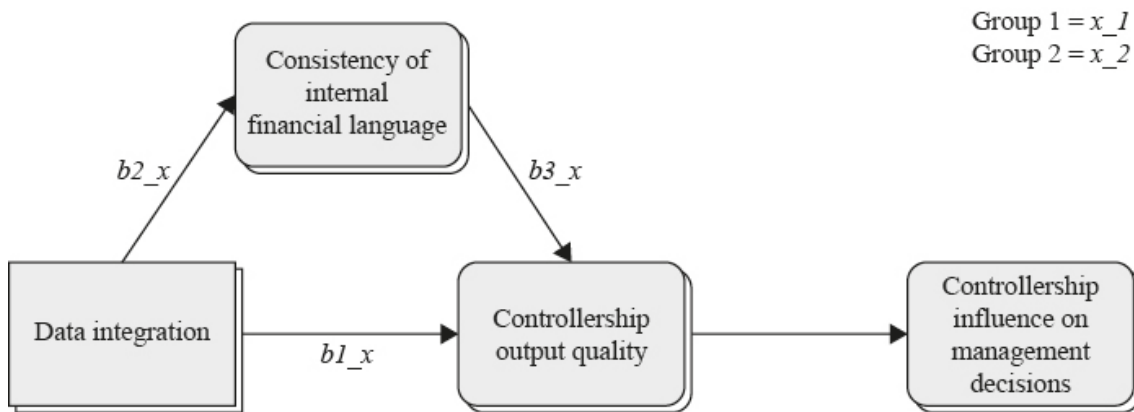 Group 1 = x_1
Group 2 = x_2
Consistency of
internal
financial language
b2_x
b3_x
Data integration
b1_x
Controllership
output quality
Controllership
influence on
management
decisions